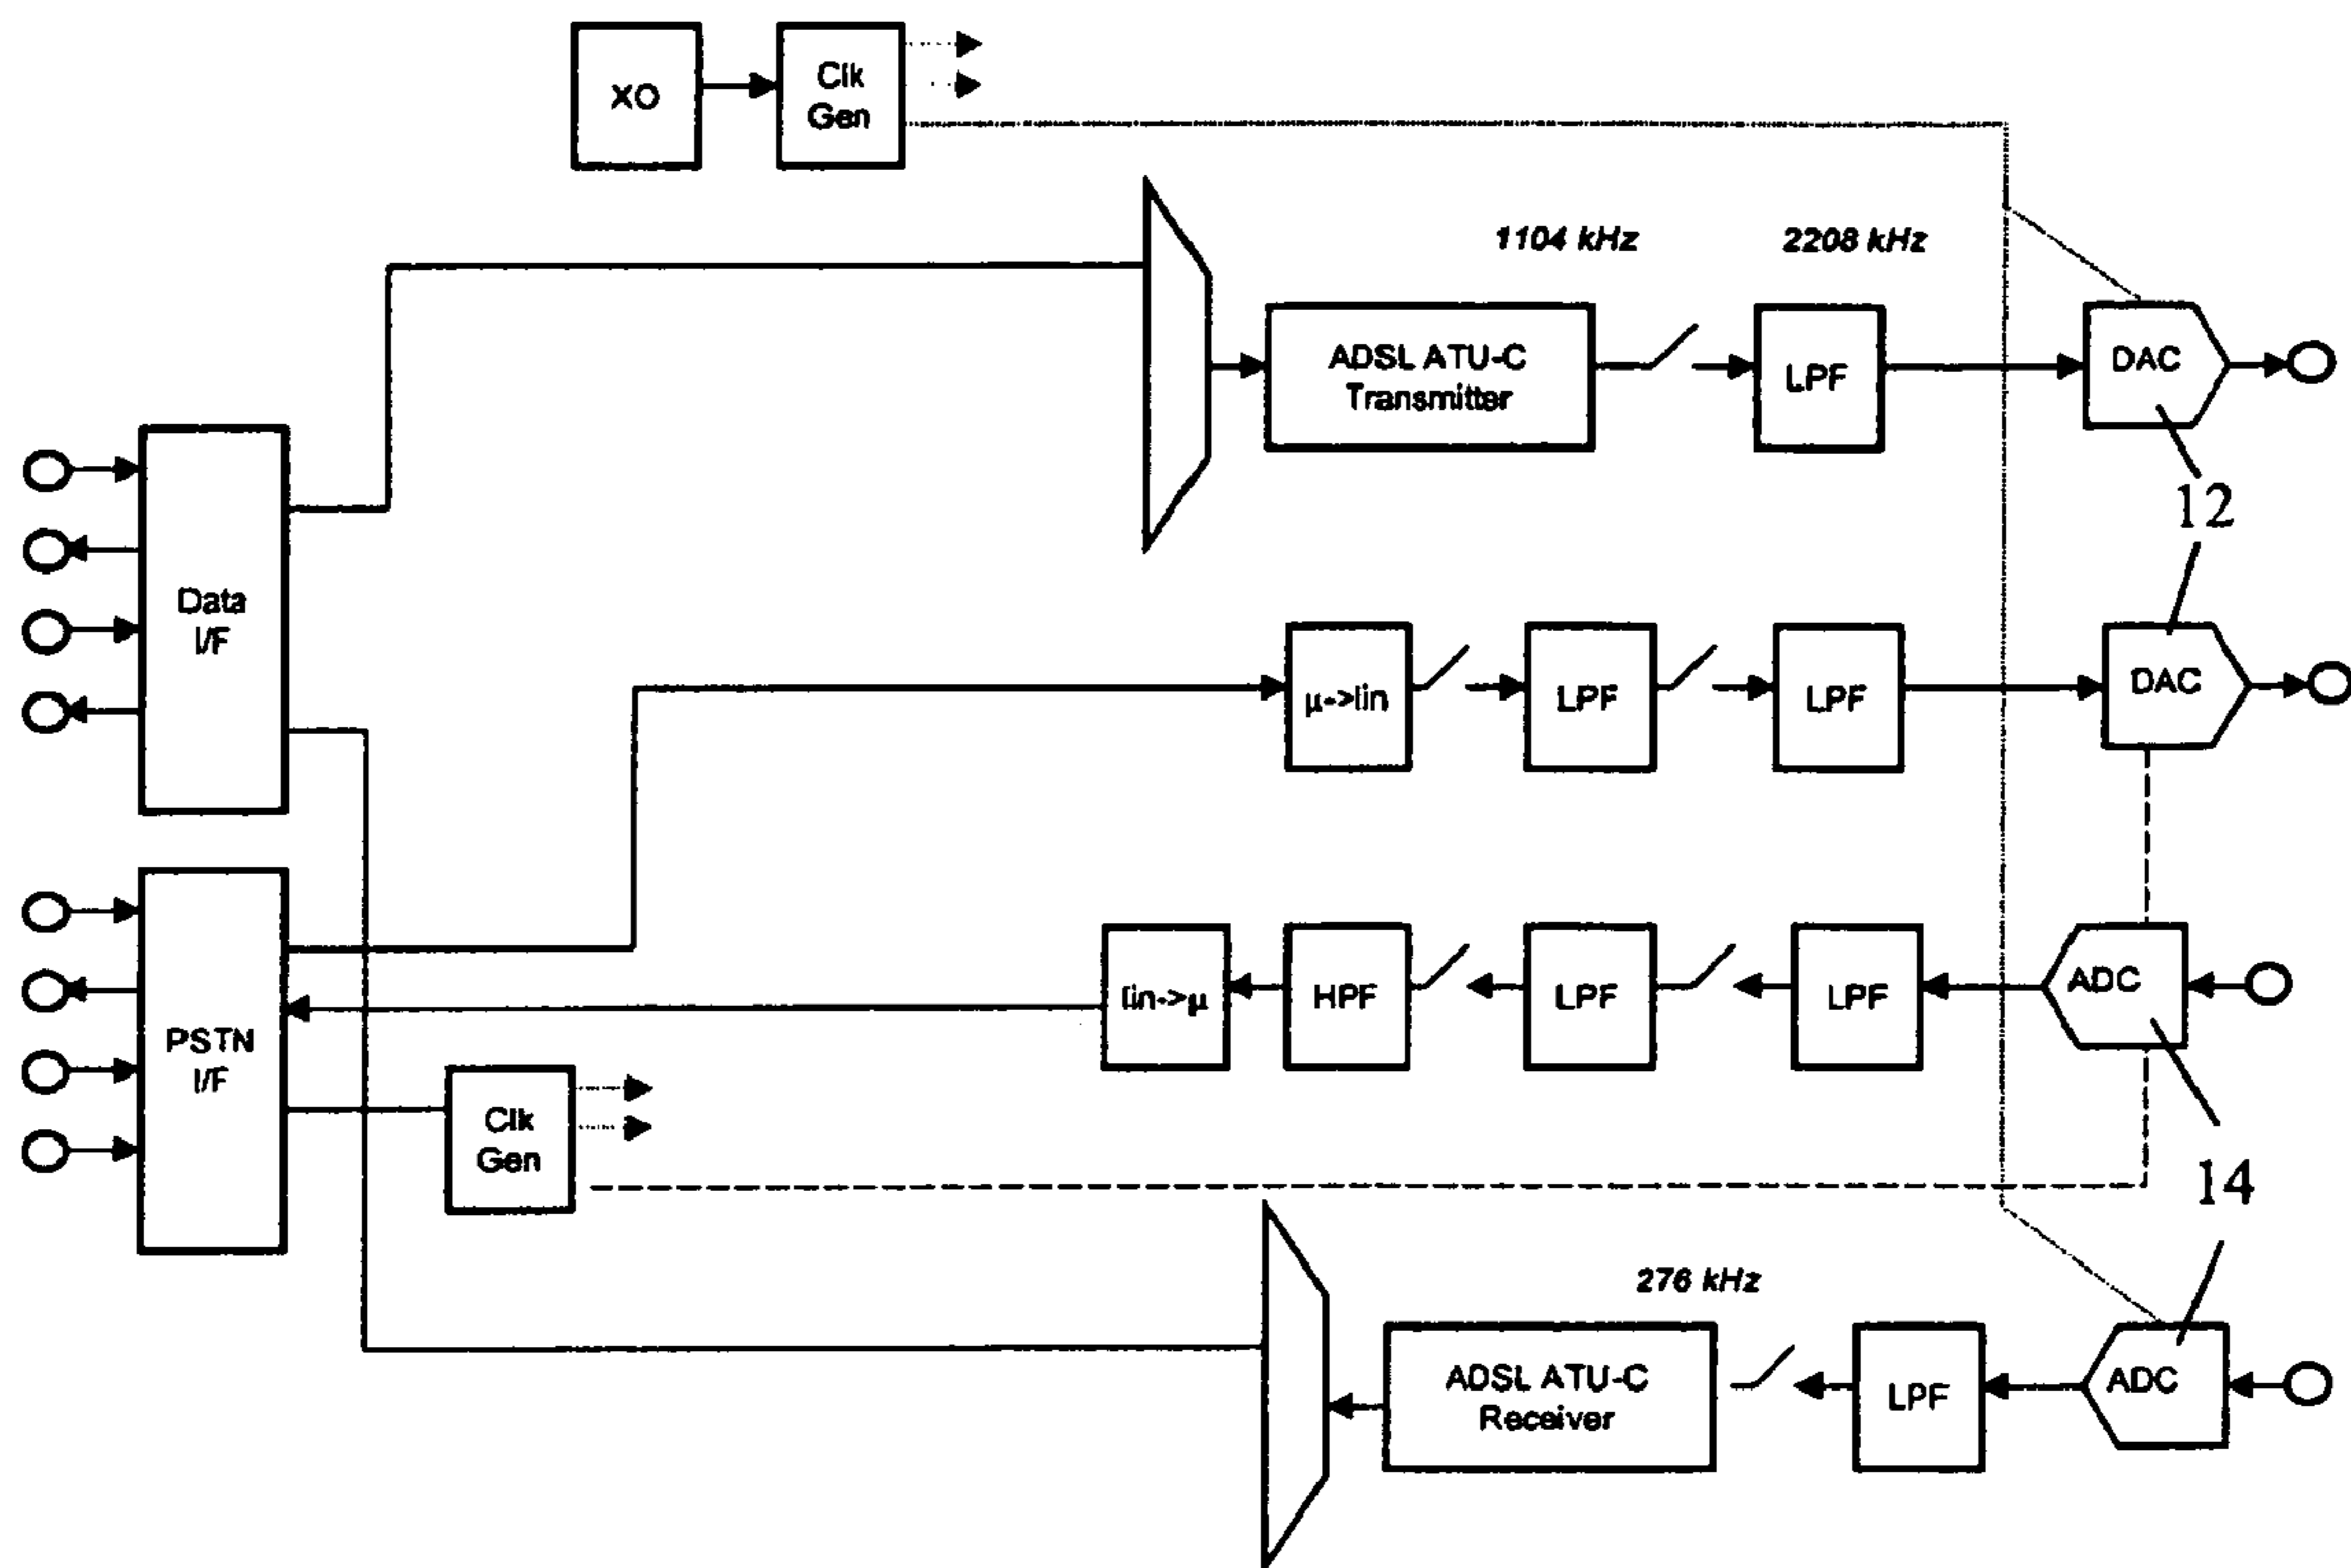 XO
Clk
Gen
1104 kHz
2208 kHz
ADSL ATU-C
Transmitter
LPF
DAC
12
Data
I/F
µ->lin
LPF
LPF
DAC
lin->µ
HPF
LPF
LPF
ADC
PSTN
I/F
Clk
Gen
14
276 kHz
ADSL ATU-C
Receiver
LPF
ADC